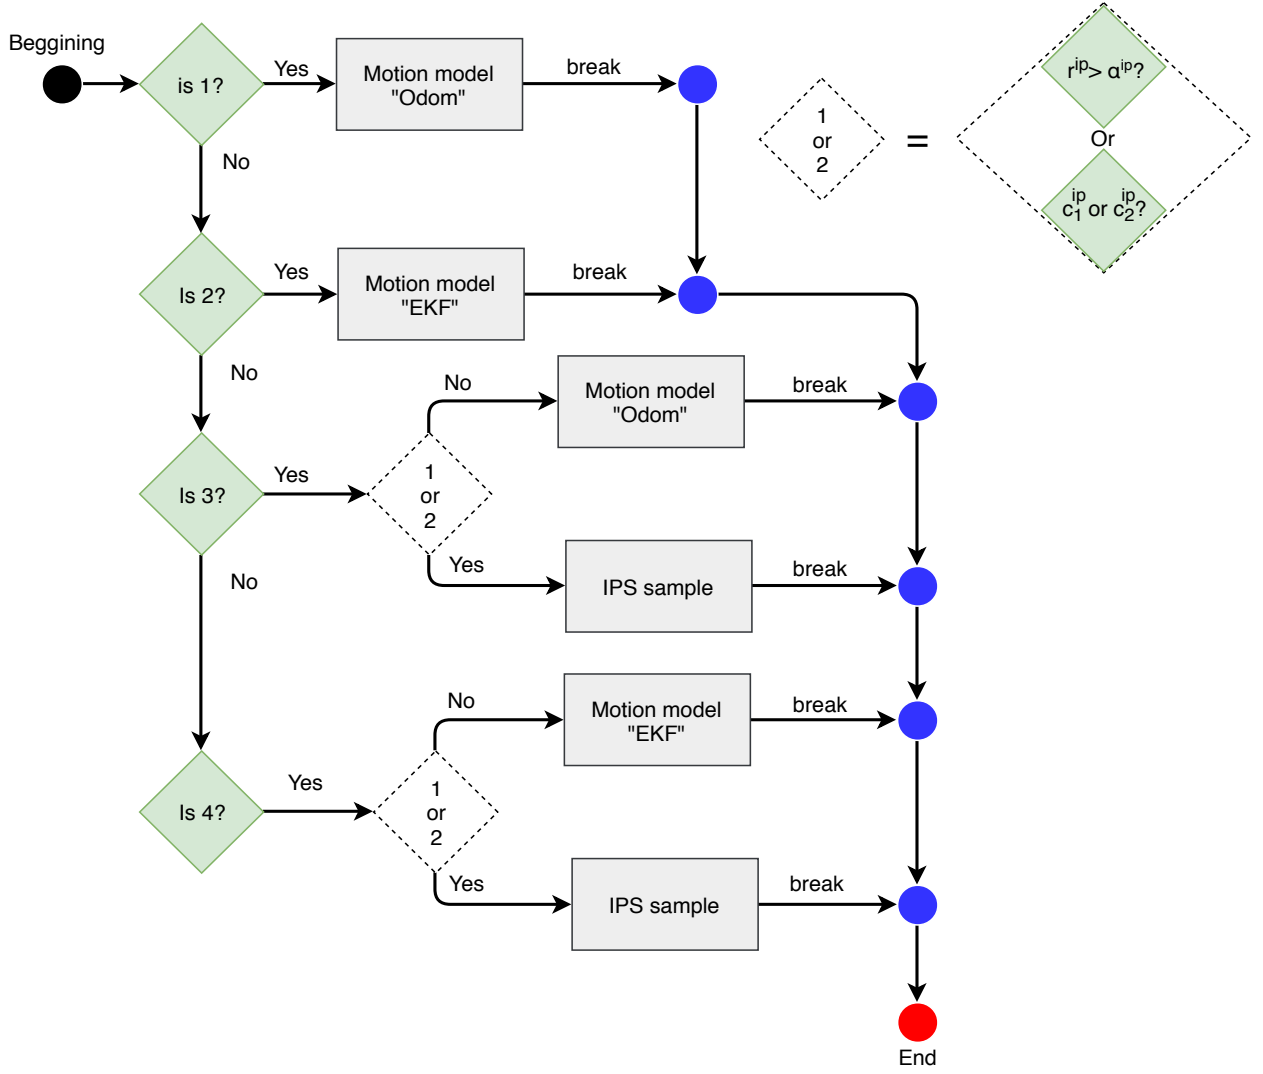 Beggining
is 1?
Yes
Motion model
"Odom"
break
No
1
or
2
=
r^ip> α^ip?
Or
c₁^ip or c₂^ip?
Is 2?
Yes
Motion model
"EKF"
break
No
Is 3?
Yes
1
or
2
No
Motion model
"Odom"
break
Yes
IPS sample
break
No
Is 4?
Yes
1
or
2
No
Motion model
"EKF"
break
Yes
IPS sample
break
End